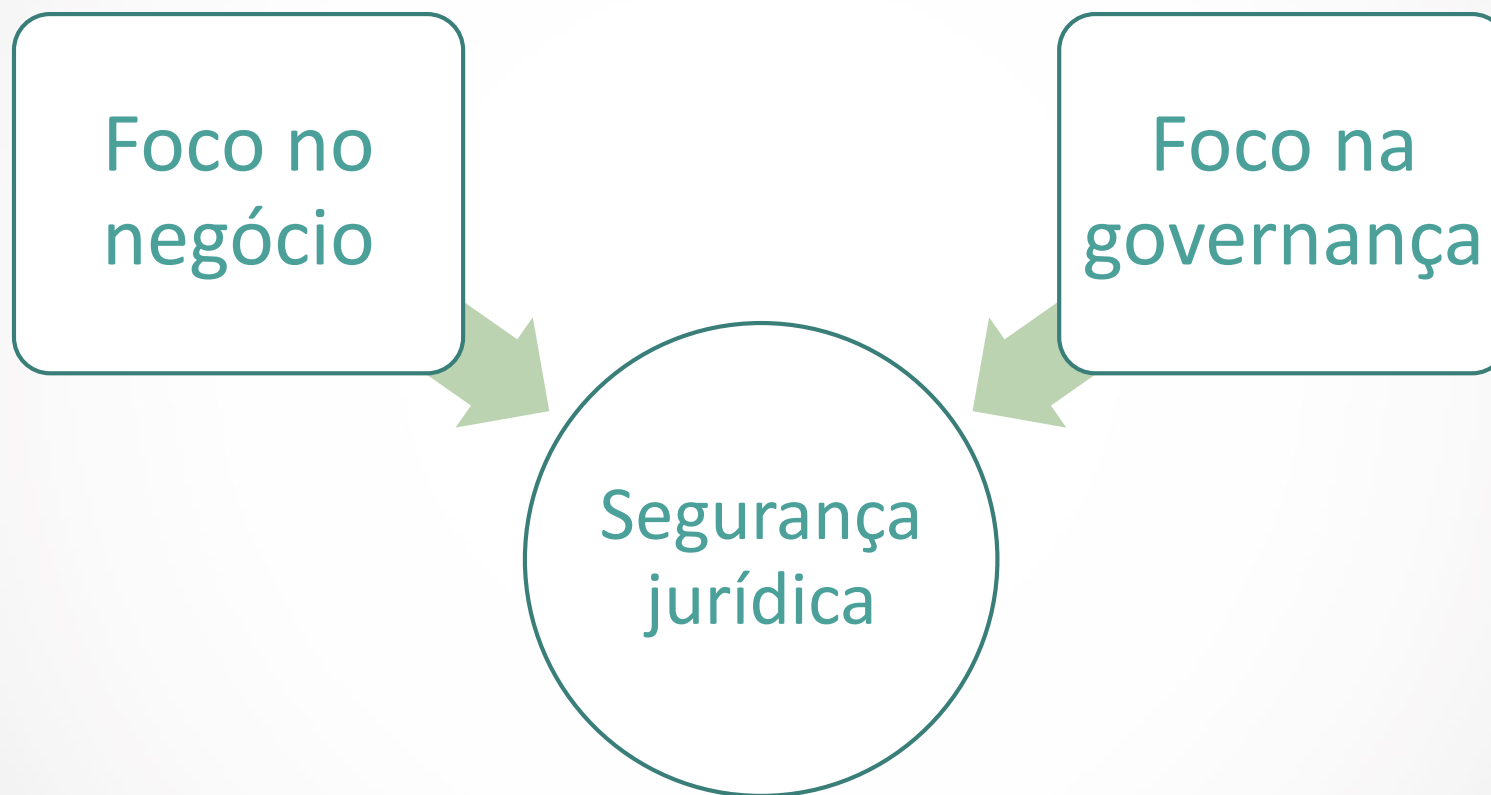 Foco no
negócio
Foco na
governança
Segurança
jurídica